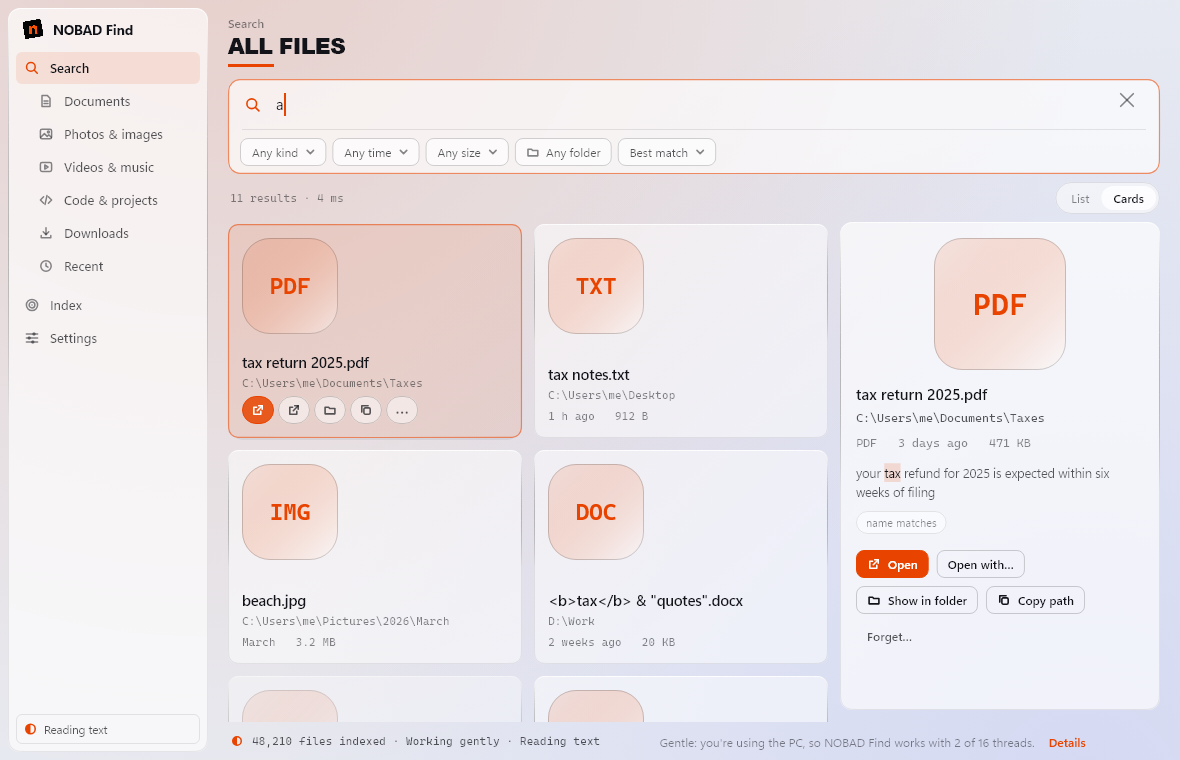 n NOBAD Find
Search
Documents
Photos & images
Videos & music
Code & projects
Downloads
Recent
Index
Settings
Reading text
Search
ALL FILES
a
Any kind Any time Any size Any folder Best match
11 results · 4 ms
List Cards
PDF
tax return 2025.pdf
C:\Users\me\Documents\Taxes
...
TXT
tax notes.txt
C:\Users\me\Desktop
1 h ago 912 B
IMG
beach.jpg
C:\Users\me\Pictures\2026\March
March 3.2 MB
DOC
<b>tax</b> & "quotes".docx
D:\Work
2 weeks ago 20 KB
PDF
tax return 2025.pdf
C:\Users\me\Documents\Taxes
PDF 3 days ago 471 KB
your tax refund for 2025 is expected within six
weeks of filing
name matches
Open Open with...
Show in folder Copy path
Forget...
48,210 files indexed · Working gently · Reading text
Gentle: you're using the PC, so NOBAD Find works with 2 of 16 threads. Details